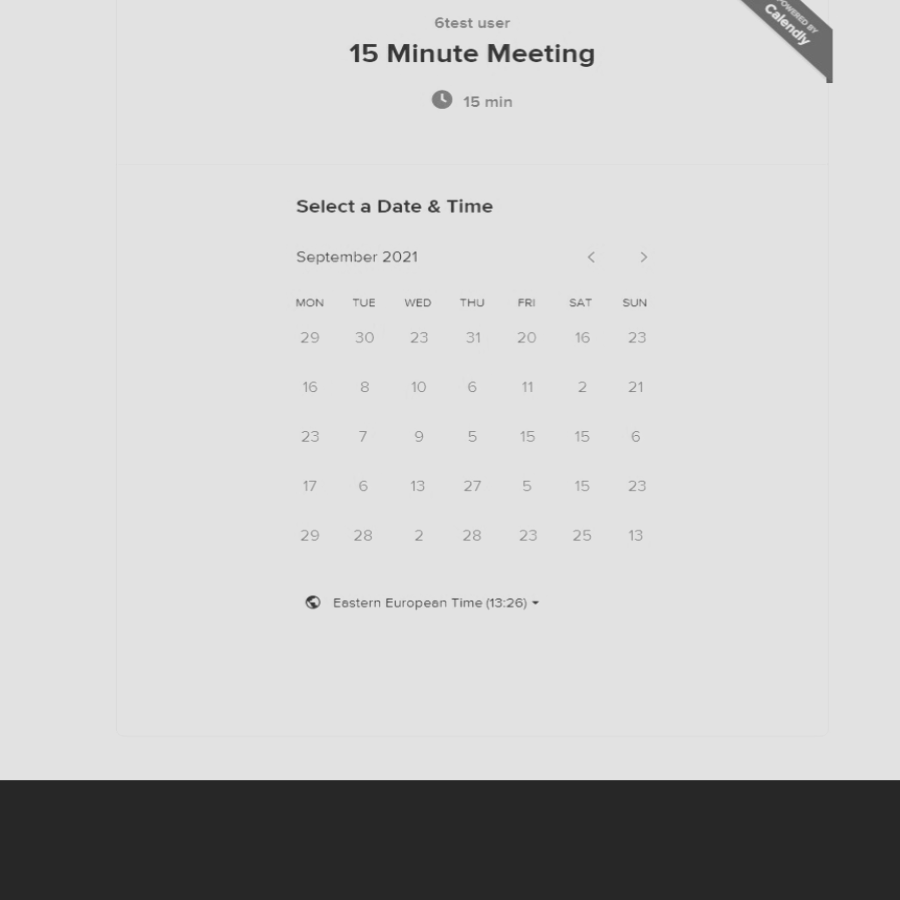 6test user
POWERED BY
Calendly
15 Minute Meeting
15 min
Select a Date & Time
September 2021
MON TUE WED THU FRI SAT SUN
29 30 23 31 20 16 23
16 8 10 6 11 2 21
23 7 9 5 15 15 6
17 6 13 27 5 15 23
29 28 2 28 23 25 13
Eastern European Time (13:26)